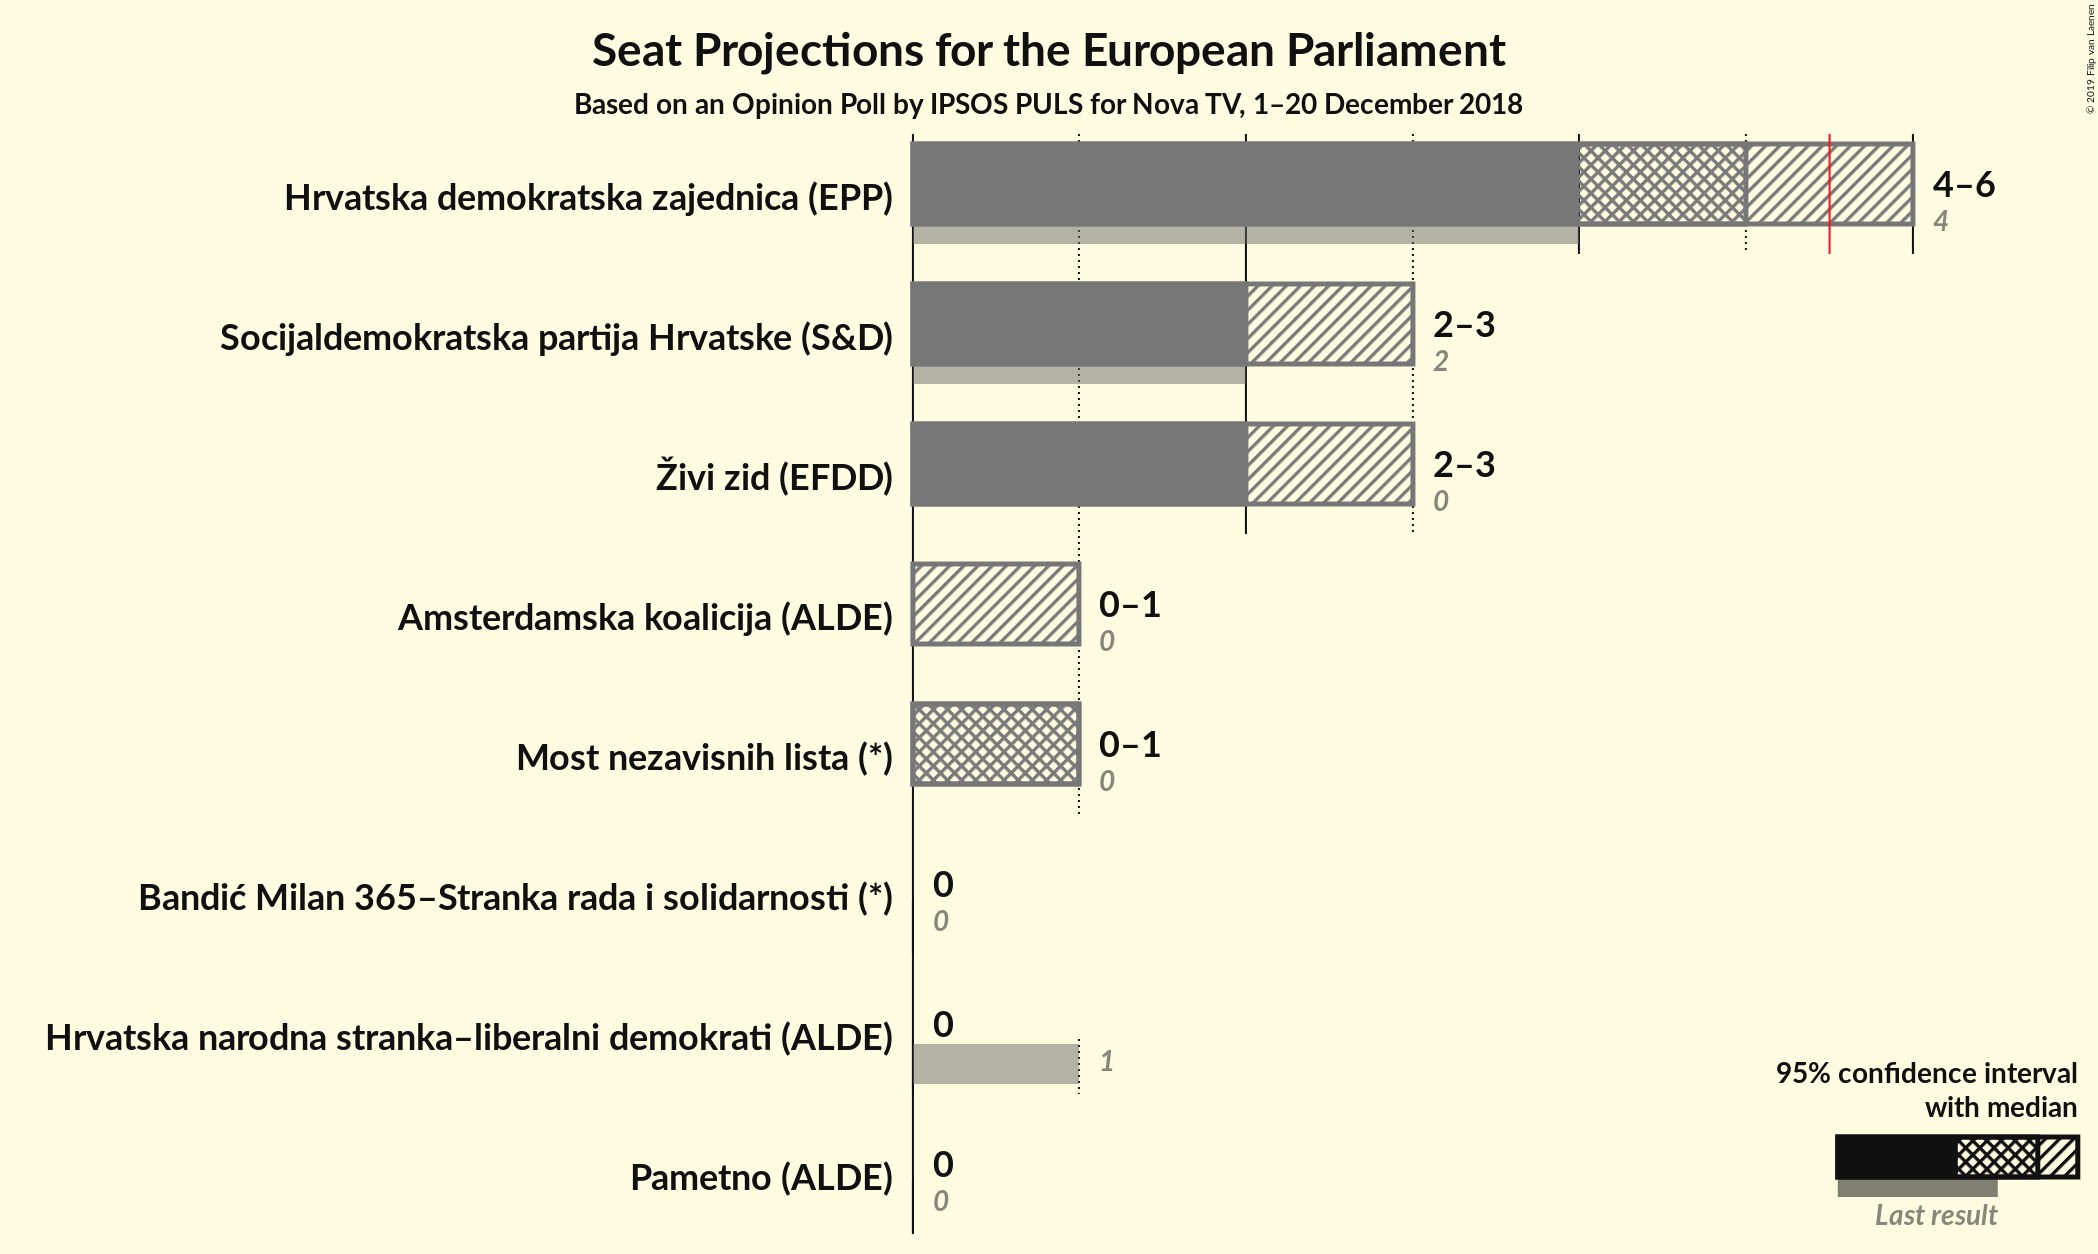 Seat Projections for the European Parliament
Based on an Opinion Poll by IPSOS PULS for Nova TV, 1–20 December 2018
© 2019 Filip van Laenen
Hrvatska demokratska zajednica (EPP)
4–6
4
Socijaldemokratska partija Hrvatske (S&D)
2–3
2
Živi zid (EFDD)
2–3
0
Amsterdamska koalicija (ALDE)
0–1
0
Most nezavisnih lista (*)
0–1
0
Bandić Milan 365–Stranka rada i solidarnosti (*)
0
0
Hrvatska narodna stranka–liberalni demokrati (ALDE)
0
1
Pametno (ALDE)
0
0
95% confidence interval
with median
Last result